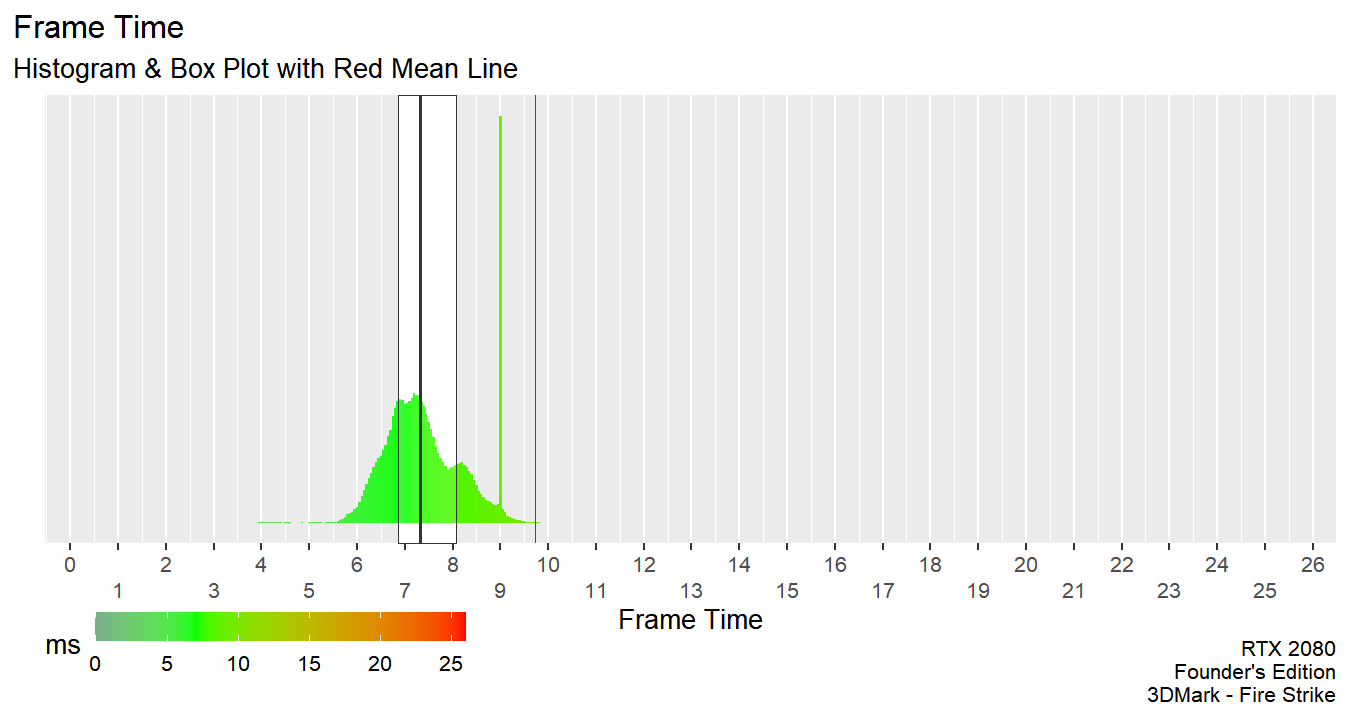 Frame Time
Histogram & Box Plot with Red Mean Line
0 2 4 6 8 10 12 14 16 18 20 22 24 26
1 3 5 7 9 11 13 15 17 19 21 23 25
Frame Time
ms
0 5 10 15 20 25
RTX 2080
Founder's Edition
3DMark - Fire Strike